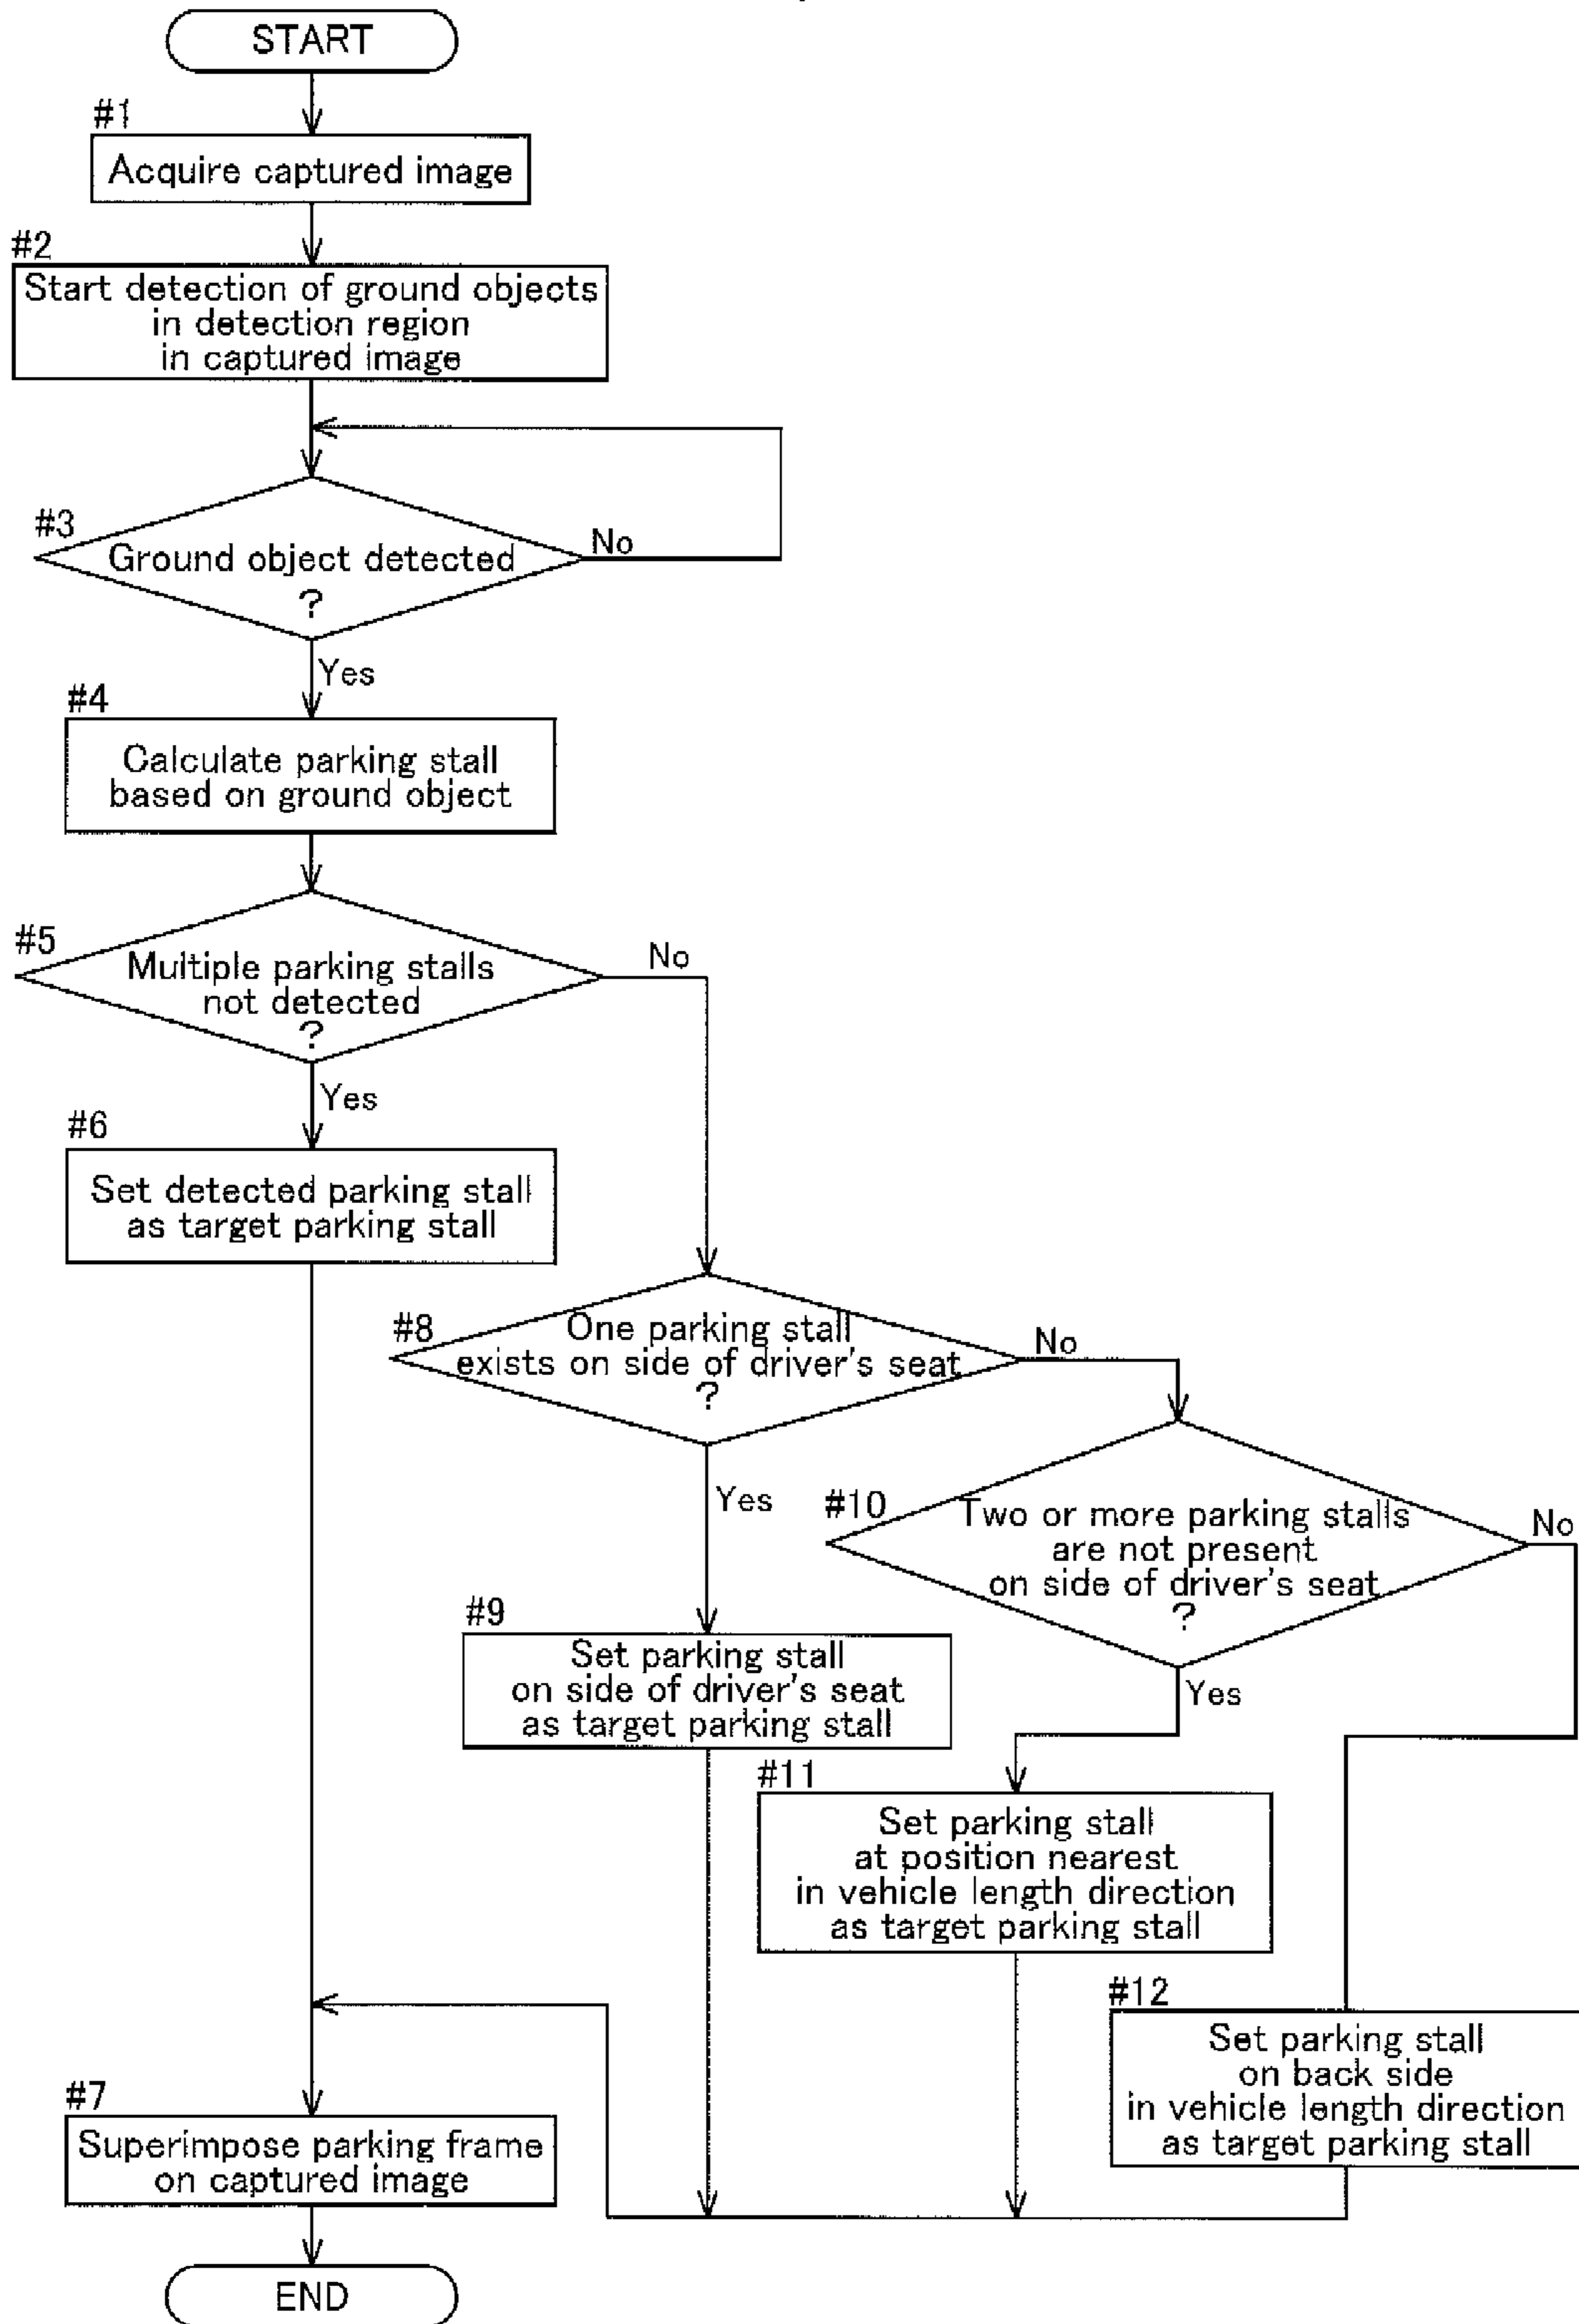 START
#1
Acquire captured image
#2
Start detection of ground objects
in detection region
in captured image
#3
Ground object detected
?
No
Yes
#4
Calculate parking stall
based on ground object
#5
Multiple parking stalls
not detected
?
No
Yes
#6
Set detected parking stall
as target parking stall
#8
One parking stall
exists on side of driver's seat
?
No
Yes
#10
Two or more parking stalls
are not present
on side of driver's seat
?
No
Yes
#9
Set parking stall
on side of driver's seat
as target parking stall
#11
Set parking stall
at position nearest
in vehicle length direction
as target parking stall
#12
Set parking stall
on back side
in vehicle length direction
as target parking stall
#7
Superimpose parking frame
on captured image
END